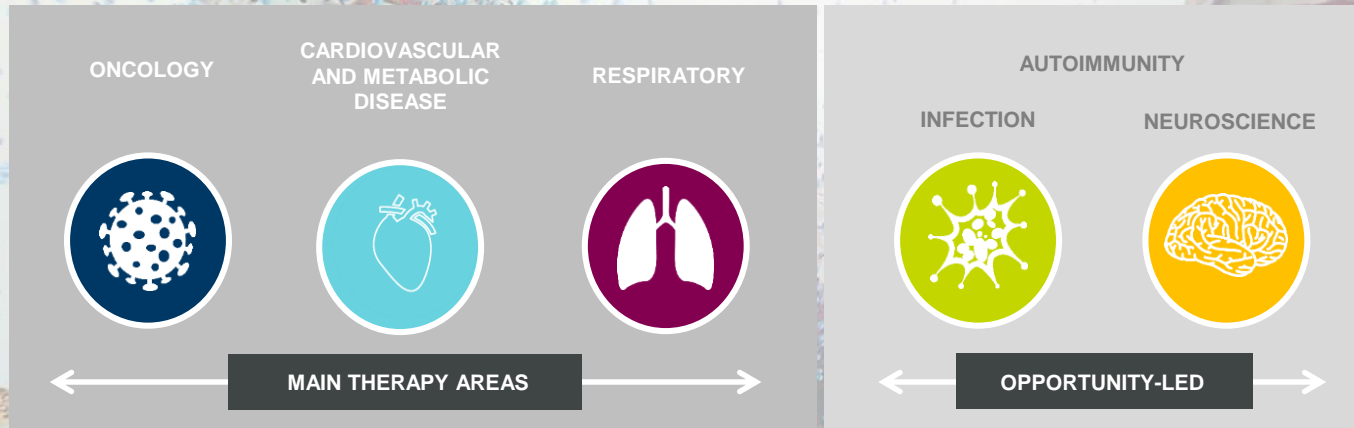 ONCOLOGY
CARDIOVASCULAR
AND METABOLIC
DISEASE
RESPIRATORY
MAIN THERAPY AREAS
AUTOIMMUNITY
INFECTION
NEUROSCIENCE
OPPORTUNITY-LED